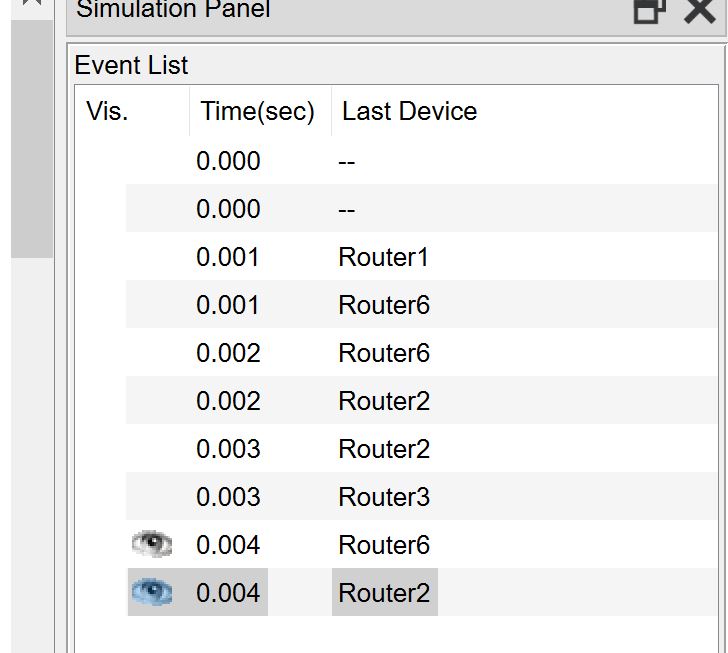 Simulation Panel
Event List
Vis. Time(sec) Last Device
0.000 --
0.000 --
0.001 Router1
0.001 Router6
0.002 Router6
0.002 Router2
0.003 Router2
0.003 Router3
0.004 Router6
0.004 Router2